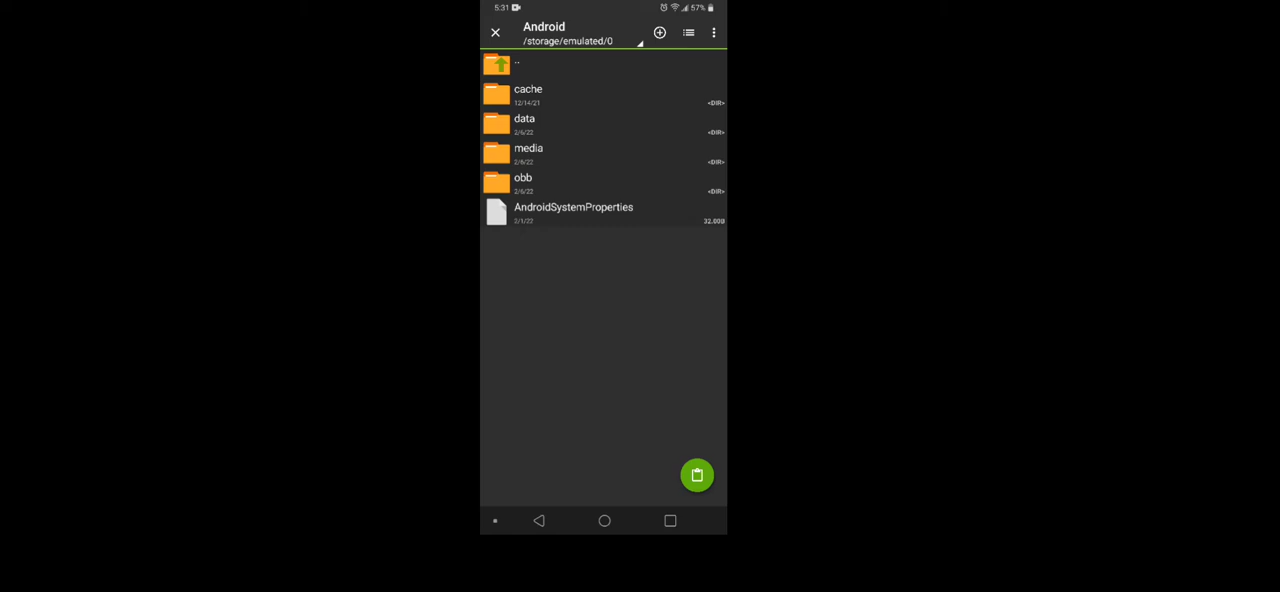 5:31
57%
Android
/storage/emulated/0
..
cache
12/14/21
<DIR>
data
2/6/22
<DIR>
media
2/6/22
<DIR>
obb
2/6/22
<DIR>
AndroidSystemProperties
2/1/22
32.00B